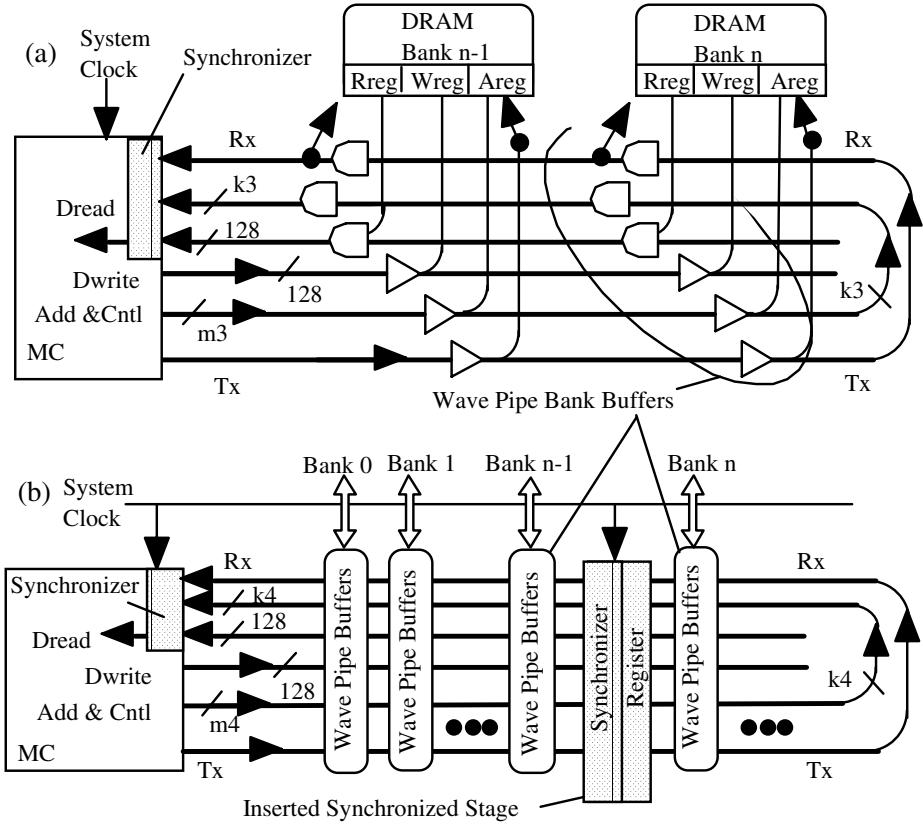 (a)
System
Clock
Synchronizer
DRAM
Bank n-1
Rreg Wreg Areg
DRAM
Bank n
Rreg Wreg Areg
Rx
Rx
k3
Dread
128
Dwrite
128
k3
Add &Cntl
m3
MC
Tx
Tx
Wave Pipe Bank Buffers
(b)
System
Clock
Bank 0
Bank 1
Bank n-1
Bank n
Synchronizer
Rx
Rx
k4
128
Dread
Dwrite
128
k4
Add & Cntl
m4
MC
Tx
Tx
Wave Pipe Buffers
Wave Pipe Buffers
Wave Pipe Buffers
Synchronizer
Register
Wave Pipe Buffers
Inserted Synchronized Stage